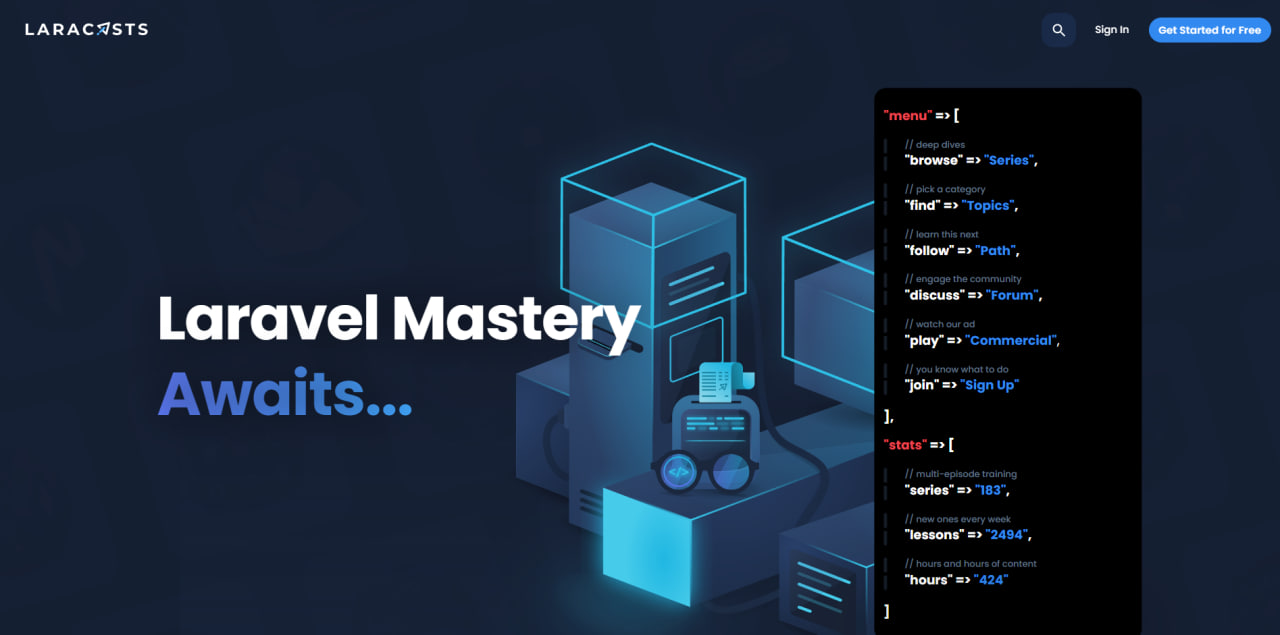 LARACASTS
Sign In
Get Started for Free
Laravel Mastery
Awaits...
</>
"menu" => [
// deep dives
"browse" => "Series",
// pick a category
"find" => "Topics",
// learn this next
"follow" => "Path",
// engage the community
"discuss" => "Forum",
// watch our ad
"play" => "Commercial",
// you know what to do
"join" => "Sign Up"
],
"stats" => [
// multi-episode training
"series" => "183",
// new ones every week
"lessons" => "2494",
// hours and hours of content
"hours" => "424"
]